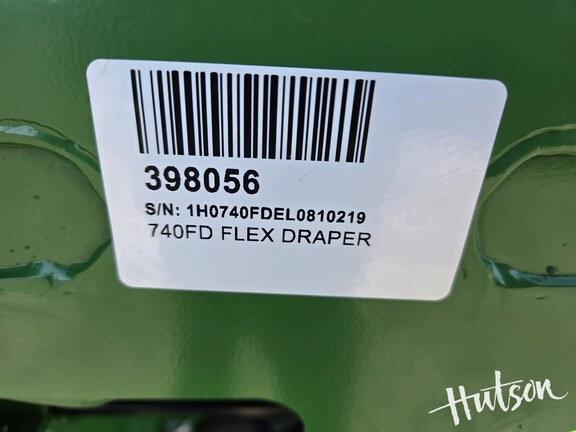 398056
S/N: 1H0740FDEL0810219
740FD FLEX DRAPER
Hutson